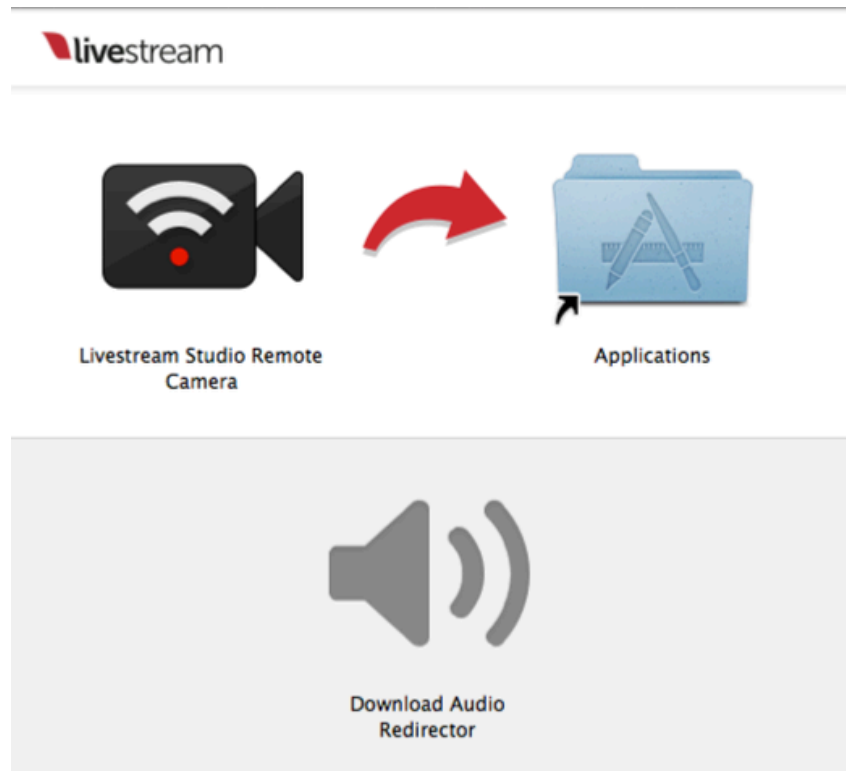 livestream
Livestream Studio Remote
Camera
Applications
Download Audio
Redirector